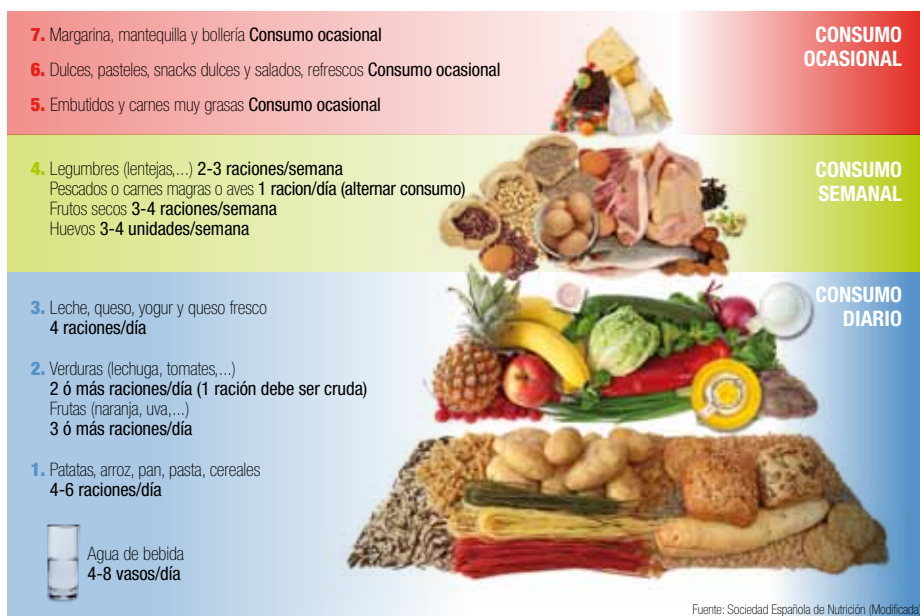 7. Margarina, mantequilla y bollería Consumo ocasional
6. Dulces, pasteles, snacks dulces y salados, refrescos Consumo ocasional
5. Embutidos y carnes muy grasas Consumo ocasional
CONSUMO
OCASIONAL
4. Legumbres (lentejas,...) 2-3 raciones/semana
Pescados o carnes magras o aves 1 racion/día (alternar consumo)
Frutos secos 3-4 raciones/semana
Huevos 3-4 unidades/semana
CONSUMO
SEMANAL
3. Leche, queso, yogur y queso fresco
4 raciones/día
2. Verduras (lechuga, tomates,...)
2 ó más raciones/día (1 ración debe ser cruda)
Frutas (naranja, uva,...)
3 ó más raciones/día
1. Patatas, arroz, pan, pasta, cereales
4-6 raciones/día
Agua de bebida
4-8 vasos/día
CONSUMO
DIARIO
Fuente: Sociedad Española de Nutrición (Modificada